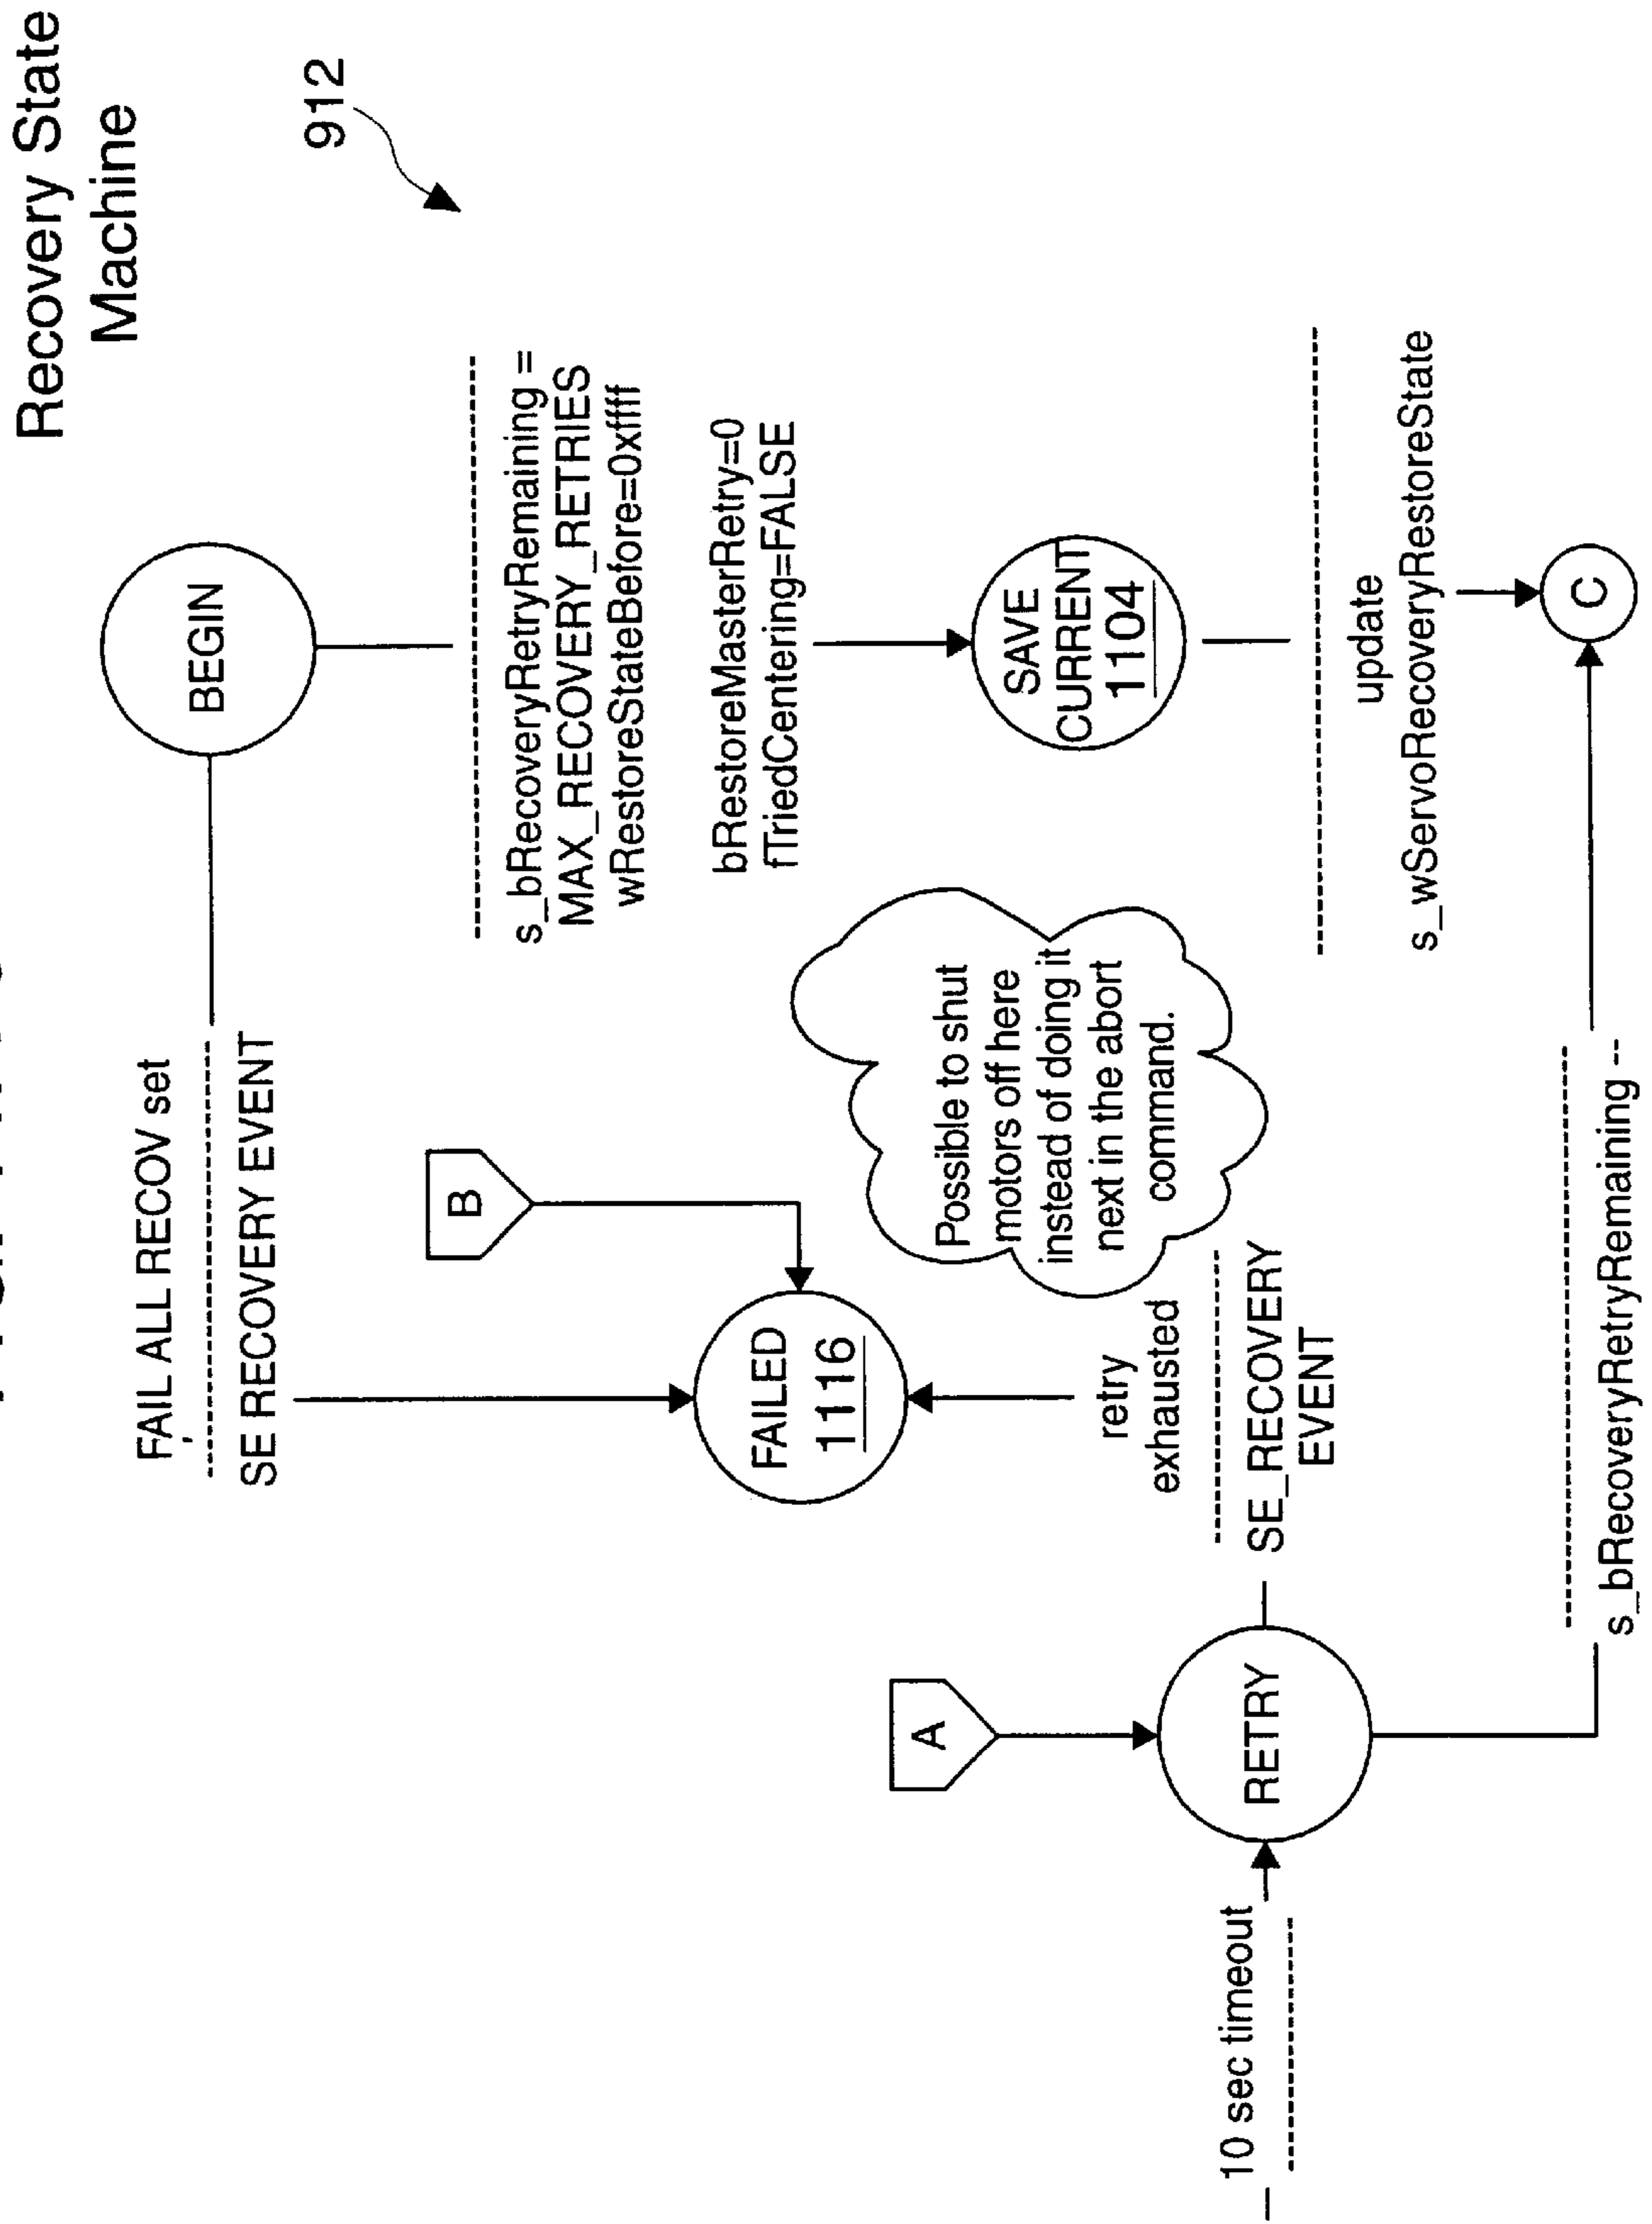 Recovery State
Machine
912
FAIL ALL RECOV set
SE RECOVERY EVENT
BEGIN
s_bRecoveryRetryRemaining =
MAX_RECOVERY_RETRIES
wRestoreStateBefore=0xffff
bRestoreMasterRetry=0
fTriedCentering=FALSE
B
FAILED
1116
Possible to shut
motors off here
instead of doing it
next in the abort
command.
SAVE
CURRENT
1104
A
retry
exhausted
SE_RECOVERY
EVENT
10 sec timeout
RETRY
update
s_wServoRecoveryRestoreState
s_bRecoveryRetryRemaining --
C